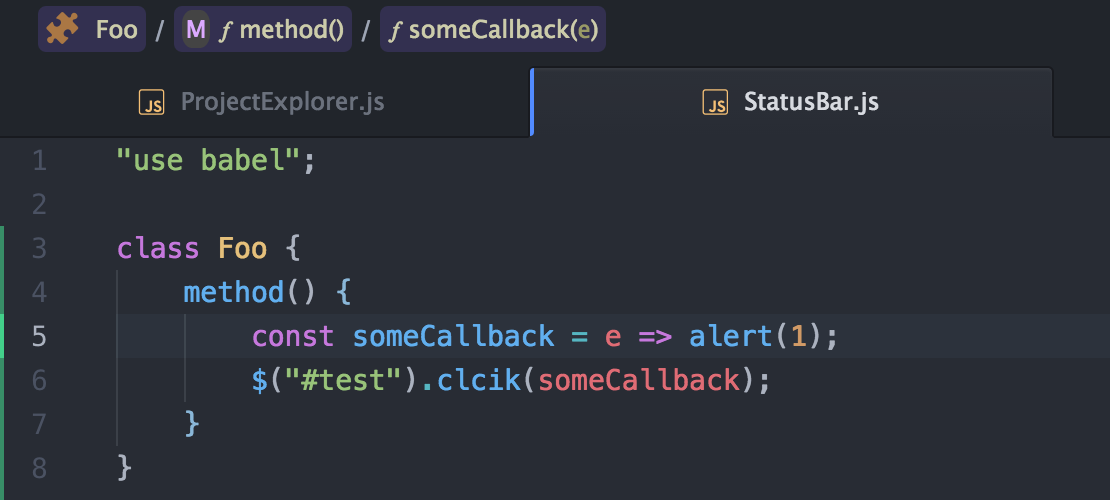 Foo / M ƒ method() / ƒ someCallback(e)
JS ProjectExplorer.js JS StatusBar.js
1 "use babel";
2
3 class Foo {
4 method() {
5 const someCallback = e => alert(1);
6 $("#test").clcik(someCallback);
7 }
8 }